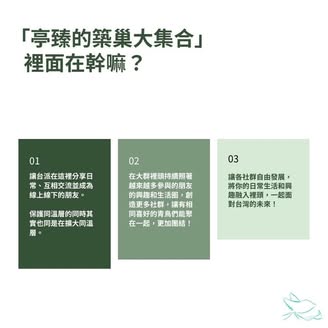 「亭臻的築巢大集合」
裡面在幹嘛？
01
讓台派在這裡分享日
常、互相交流並成為
線上線下的朋友。
保護同溫層的同時其
實也同是在擴大同溫
層。
02
在大群裡頭持續照著
越來越多參與的朋友
的興趣和生活圈，創
造更多社群，讓有相
同喜好的青鳥們能聚
在一起，更加團結！
03
讓各社群自由發展，
將你的日常生活和興
趣融入裡頭，一起面
對台灣的未來！